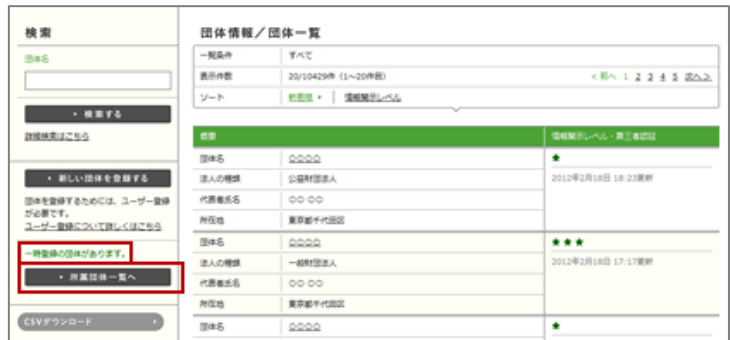 検索
団体名
・ 検索する
詳細検索はこちら
・ 新しい団体を登録する
団体を登録するためには、ユーザー登録
が必要です。
ユーザー登録について詳しくはこちら
一時登録の団体があります。
・ 所属団体一覧へ
CSVダウンロード
団体情報／団体一覧
一覧条件 すべて
表示件数 20/10429件（1～20件目） < 前へ 1 2 3 4 5 次へ >
ソート 新着順 ・ 情報開示レベル
概要 情報開示レベル・第三者認証
団体名 ○○○○ ★
法人の種類 公益財団法人 2012年2月18日 18:23更新
代表者氏名 ○○ ○○
所在地 東京都千代田区
団体名 ○○○○ ★★★
法人の種類 一般財団法人 2012年2月18日 17:17更新
代表者氏名 ○○ ○○
所在地 東京都千代田区
団体名 ○○○○ ★